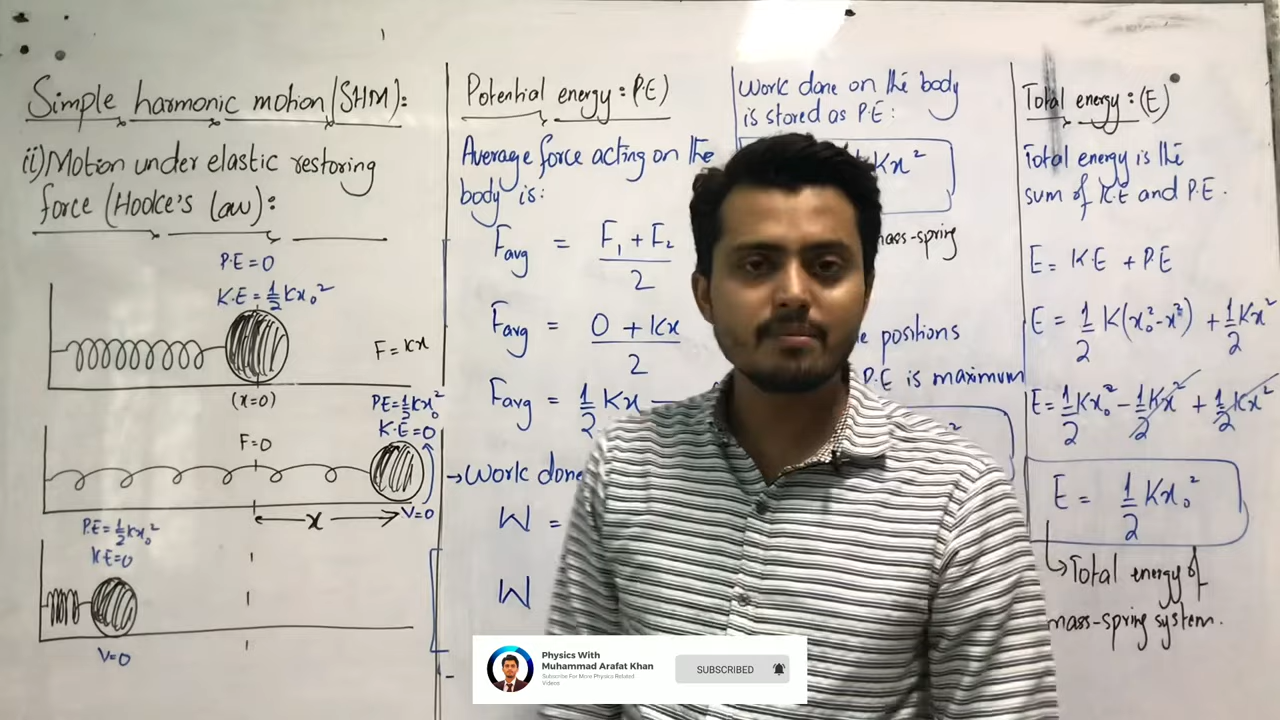 Simple harmonic motion (SHM):
ii) Motion under elastic restoring
force (Hooke's law):
P.E = 0
K.E = 1/2 Kx₀²
F = Kx
(x=0)
P.E = 1/2 Kx₀²
K.E = 0
F=0
V=0
x
P.E = 1/2 Kx₀²
K.E = 0
V=0
Potential energy: P.E)
Average force acting on the
body is:
Favg = F₁ + F₂ / 2
Favg = 0 + Kx / 2
Favg = 1/2 Kx
→ Work done
W =
W
Work done on the body
is stored as P.E:
Kx²
mass-spring
positions
P.E is maximum
Total energy: (E)
Total energy is the
sum of K.E and P.E.
E = K.E + P.E
E = 1/2 K(x₀²-x²) + 1/2 Kx²
E = 1/2 Kx₀² - 1/2 Kx² + 1/2 Kx²
E = 1/2 Kx₀²
Total energy of
mass-spring system.
Physics With
Muhammad Arafat Khan
Subscribe For More Physics Related
Videos
SUBSCRIBED